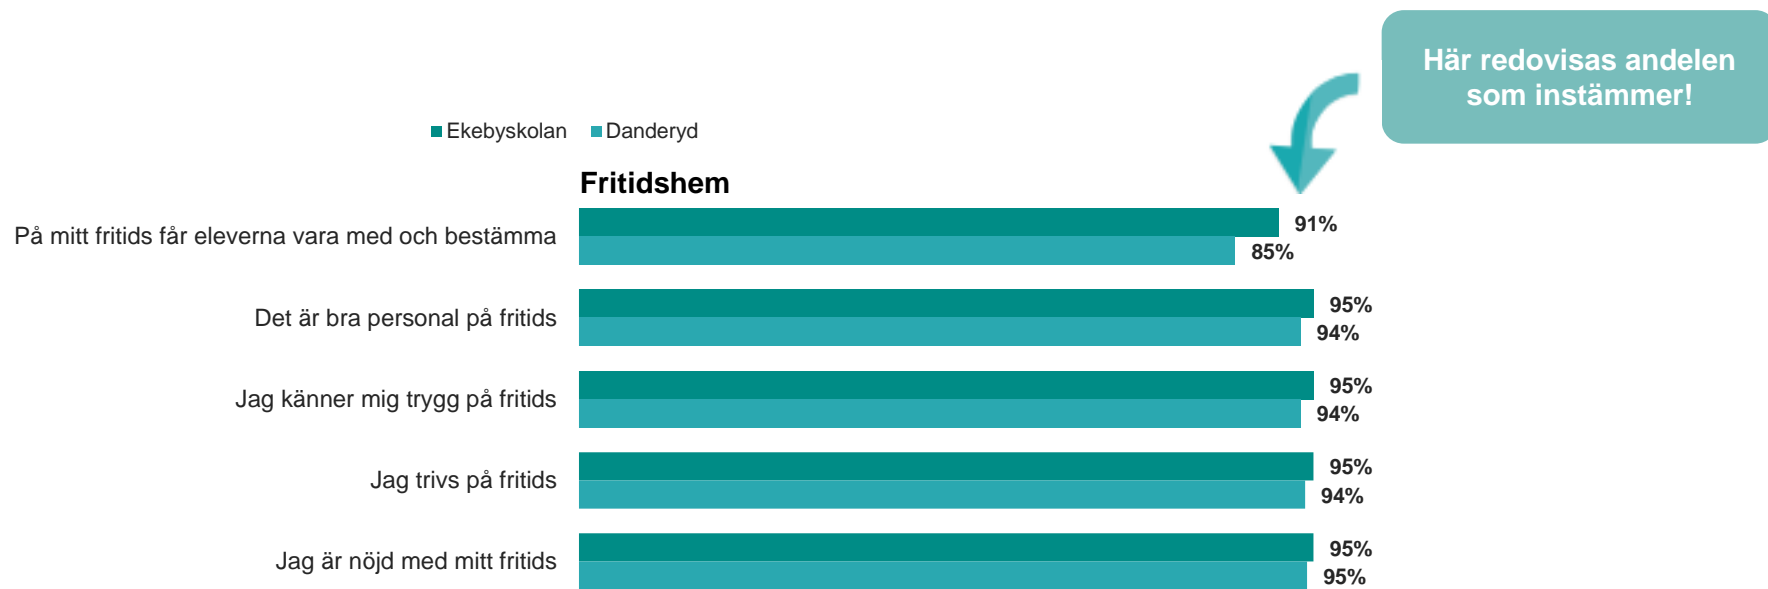 Här redovisas andelen
som instämmer!
Ekebyskolan Danderyd
Fritidshem
På mitt fritids får eleverna vara med och bestämma
91%
85%
Det är bra personal på fritids
95%
94%
Jag känner mig trygg på fritids
95%
94%
Jag trivs på fritids
95%
94%
Jag är nöjd med mitt fritids
95%
95%